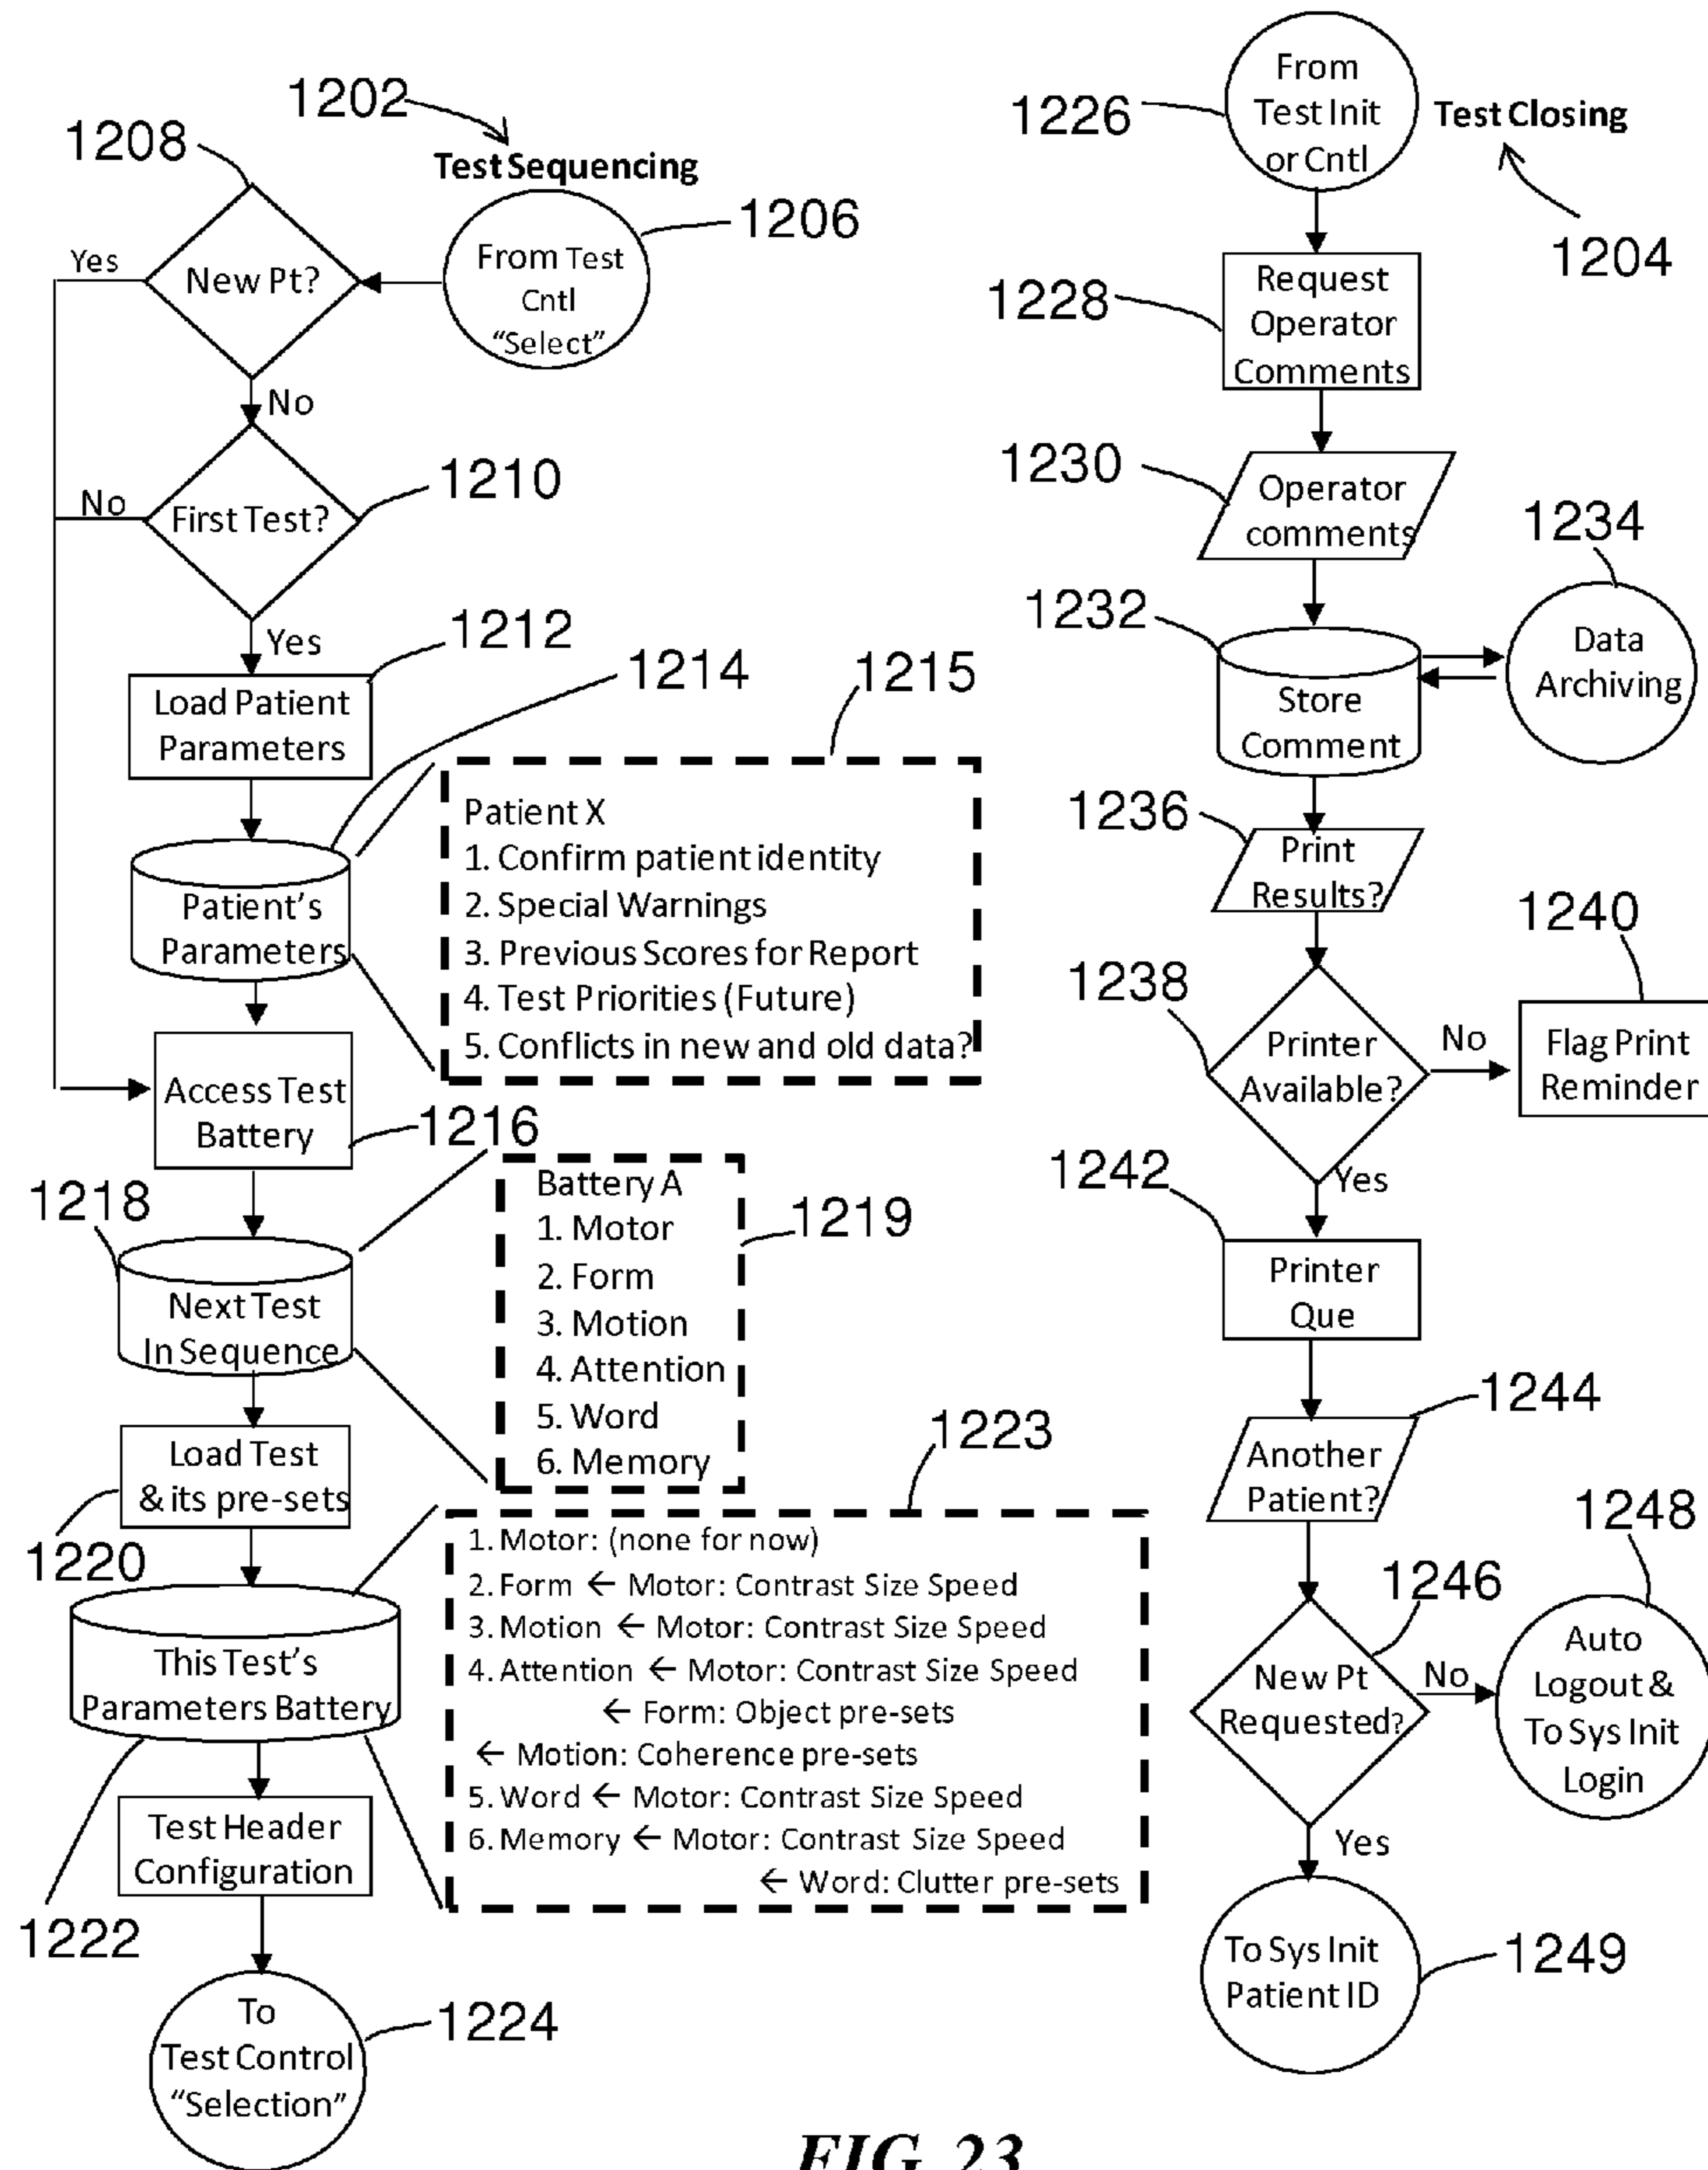 1202
1208
Test Sequencing
1206
From Test
Cntl
“Select”
New Pt?
Yes
No
1210
First Test?
No
Yes
1212
Load Patient
Parameters
1214
1215
Patient’s
Parameters
Patient X
1. Confirm patient identity
2. Special Warnings
3. Previous Scores for Report
4. Test Priorities (Future)
5. Conflicts in new and old data?
Access Test
Battery
1216
1218
Next Test
In Sequence
Battery A
1. Motor
2. Form
3. Motion
4. Attention
5. Word
6. Memory
1219
Load Test
& its pre-sets
1220
1223
This Test’s
Parameters Battery
1. Motor: (none for now)
2. Form ← Motor: Contrast Size Speed
3. Motion ← Motor: Contrast Size Speed
4. Attention ← Motor: Contrast Size Speed
← Form: Object pre-sets
← Motion: Coherence pre-sets
5. Word ← Motor: Contrast Size Speed
6. Memory ← Motor: Contrast Size Speed
← Word: Clutter pre-sets
1222
Test Header
Configuration
To
Test Control
“Selection”
1224
1226
From
Test Init
or Cntl
Test Closing
1204
1228
Request
Operator
Comments
1230
Operator
comments
1232
Store
Comment
1234
Data
Archiving
1236
Print
Results?
1238
Printer
Available?
No
1240
Flag Print
Reminder
Yes
1242
Printer
Que
1244
Another
Patient?
1246
New Pt
Requested?
No
1248
Auto
Logout &
To Sys Init
Login
Yes
To Sys Init
Patient ID
1249
FIG. 23